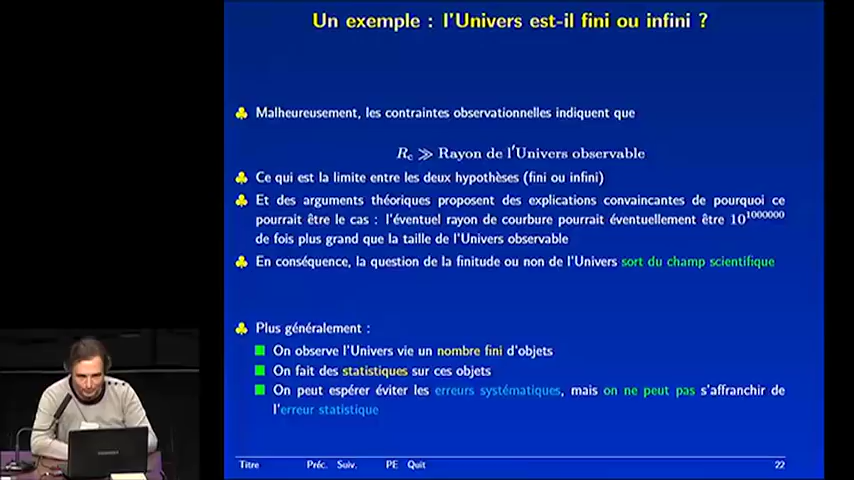 Un exemple : l'Univers est-il fini ou infini ?
Malheureusement, les contraintes observationnelles indiquent que
R_c ≫ Rayon de l'Univers observable
Ce qui est la limite entre les deux hypothèses (fini ou infini)
Et des arguments théoriques proposent des explications convaincantes de pourquoi ce
pourrait être le cas : l'éventuel rayon de courbure pourrait éventuellement être 10^1000000
de fois plus grand que la taille de l'Univers observable
En conséquence, la question de la finitude ou non de l'Univers sort du champ scientifique
Plus généralement :
On observe l'Univers vie un nombre fini d'objets
On fait des statistiques sur ces objets
On peut espérer éviter les erreurs systématiques, mais on ne peut pas s'affranchir de
l'erreur statistique
Titre Préc. Suiv. PE Quit 22